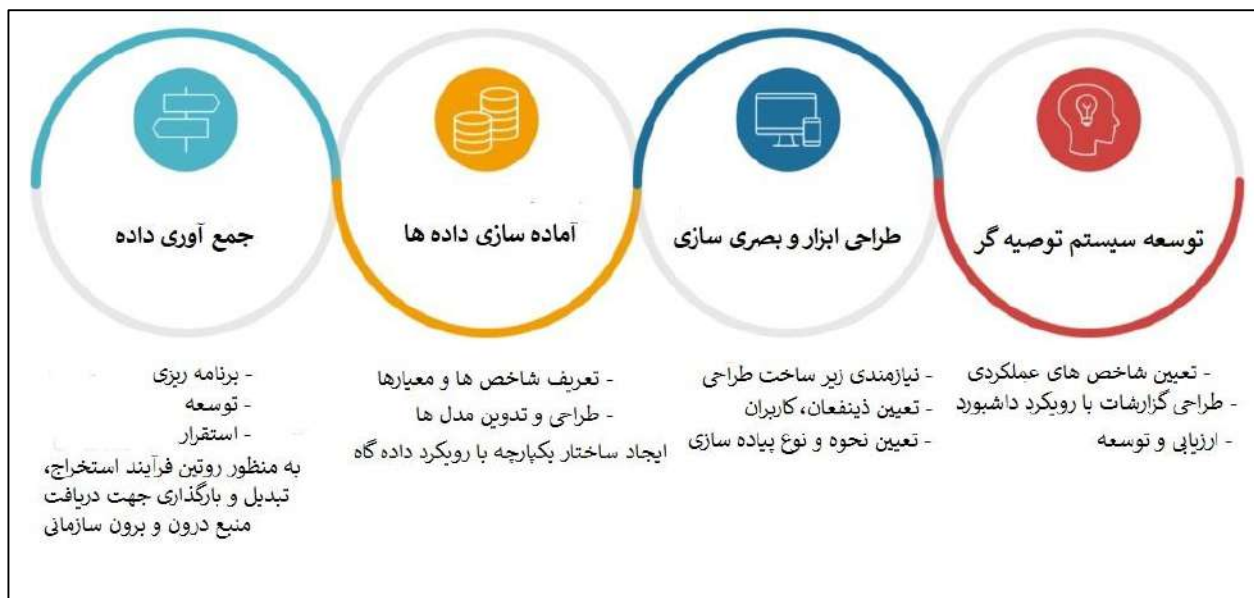 جمع آوری داده
- برنامه ریزی
- توسعه
- استقرار
به منظور روتین فرآیند استخراج،
تبدیل و بارگذاری جهت دریافت
منبع درون و برون سازمانی
آماده سازی داده ها
- تعریف شاخص ها و معیارها
- طراحی و تدوین مدل ها
ایجاد ساختار یکپارچه با رویکرد داده گاه
طراحی ابزار و بصری سازی
- نیازمندی زیر ساخت طراحی
- تعیین ذینفعان، کاربران
- تعیین نحوه و نوع پیاده سازی
توسعه سیستم توصیه گر
- تعیین شاخص های عملکردی
- طراحی گزارشات با رویکرد داشبورد
- ارزیابی و توسعه